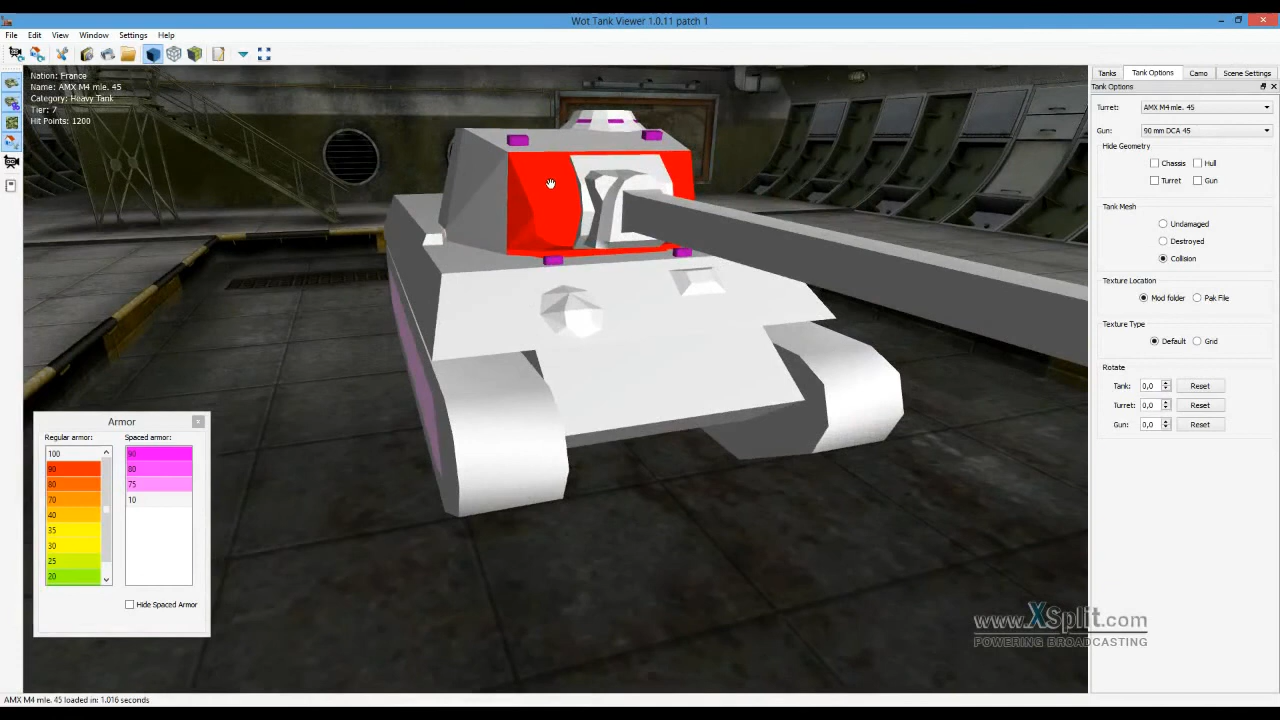 Wot Tank Viewer 1.0.11 patch 1
File Edit View Window Settings Help
Nation: France
Name: AMX M4 mle. 45
Category: Heavy Tank
Tier: 7
Hit Points: 1200
Tanks Tank Options Camo Scene Settings
Tank Options
Turret: AMX M4 mle. 45
Gun: 90 mm DCA 45
Hide Geometry
Chassis Hull
Turret Gun
Tank Mesh
Undamaged
Destroyed
Collision
Texture Location
Mod folder Pak File
Texture Type
Default Grid
Rotate
Tank: 0,0 Reset
Turret: 0,0 Reset
Gun: 0,0 Reset
Armor
Regular armor: Spaced armor:
100 90
90 80
80 75
70 10
40
35
30
25
20
Hide Spaced Armor
www.XSplit.com
POWERING BROADCASTING
AMX M4 mle. 45 loaded in: 1.016 seconds